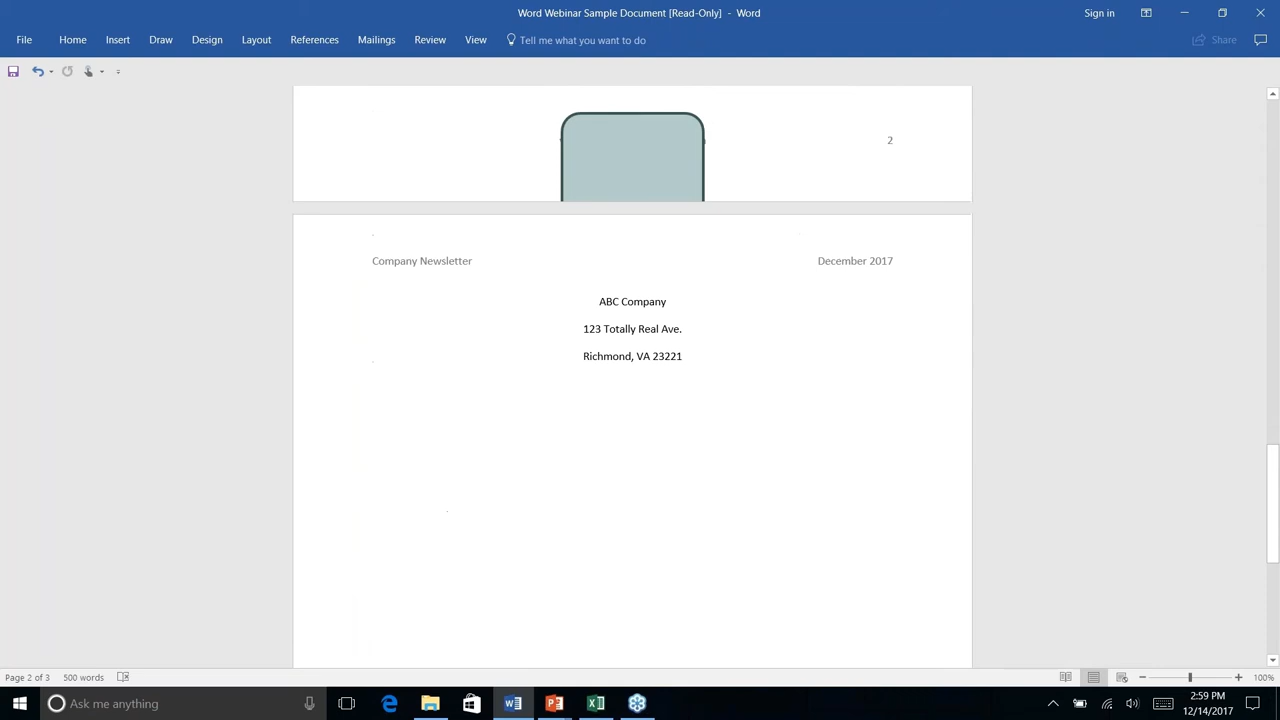 Word Webinar Sample Document [Read-Only] - Word
Sign in
File Home Insert Draw Design Layout References Mailings Review View Tell me what you want to do
Share
2
Company Newsletter December 2017
ABC Company
123 Totally Real Ave.
Richmond, VA 23221
Page 2 of 3 500 words
100%
Ask me anything
2:59 PM
12/14/2017